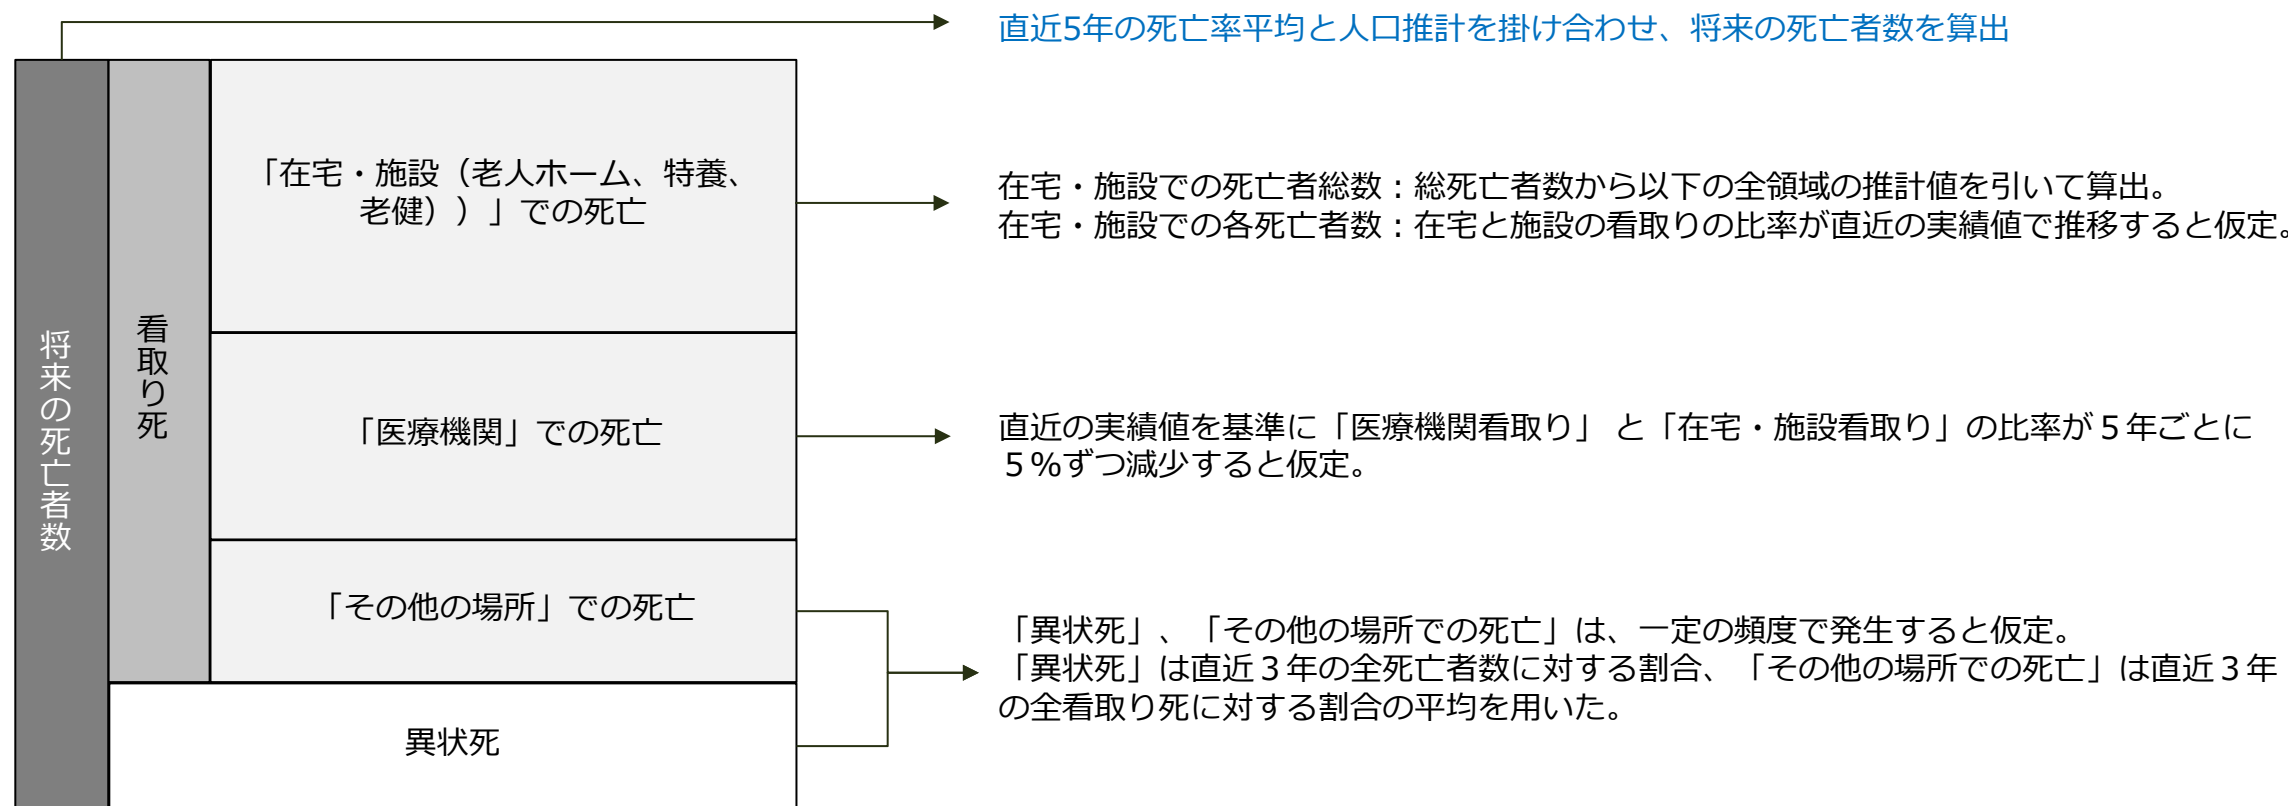 直近5年の死亡率平均と人口推計を掛け合わせ、将来の死亡者数を算出
将来の死亡者数
看取り死
「在宅・施設（老人ホーム、特養、
老健））」での死亡
在宅・施設での死亡者総数：総死亡者数から以下の全領域の推計値を引いて算出。
在宅・施設での各死亡者数：在宅と施設の看取りの比率が直近の実績値で推移すると仮定。
「医療機関」での死亡
直近の実績値を基準に「医療機関看取り」 と「在宅・施設看取り」の比率が５年ごとに
５%ずつ減少すると仮定。
「その他の場所」での死亡
「異状死」、「その他の場所での死亡」は、一定の頻度で発生すると仮定。
「異状死」は直近３年の全死亡者数に対する割合、「その他の場所での死亡」は直近３年
の全看取り死に対する割合の平均を用いた。
異状死